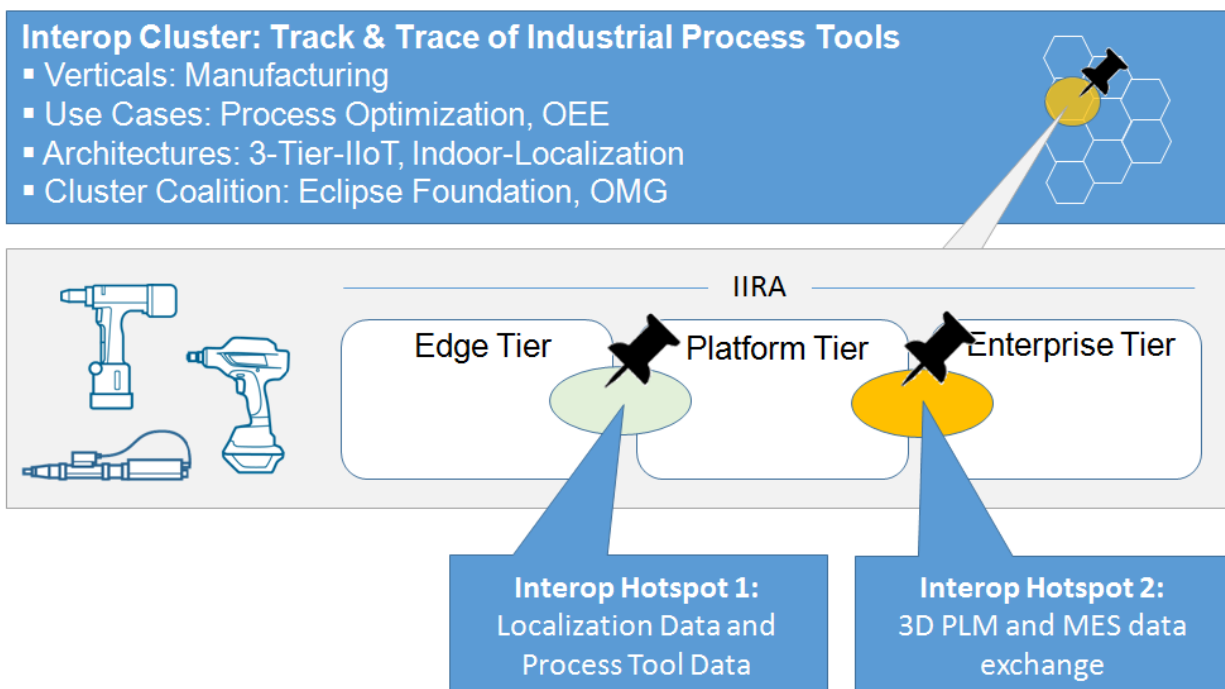 Interop Cluster: Track & Trace of Industrial Process Tools
▪ Verticals: Manufacturing
▪ Use Cases: Process Optimization, OEE
▪ Architectures: 3-Tier-IIoT, Indoor-Localization
▪ Cluster Coalition: Eclipse Foundation, OMG
IIRA
Edge Tier
Platform Tier
Enterprise Tier
Interop Hotspot 1:
Localization Data and
Process Tool Data
Interop Hotspot 2:
3D PLM and MES data
exchange